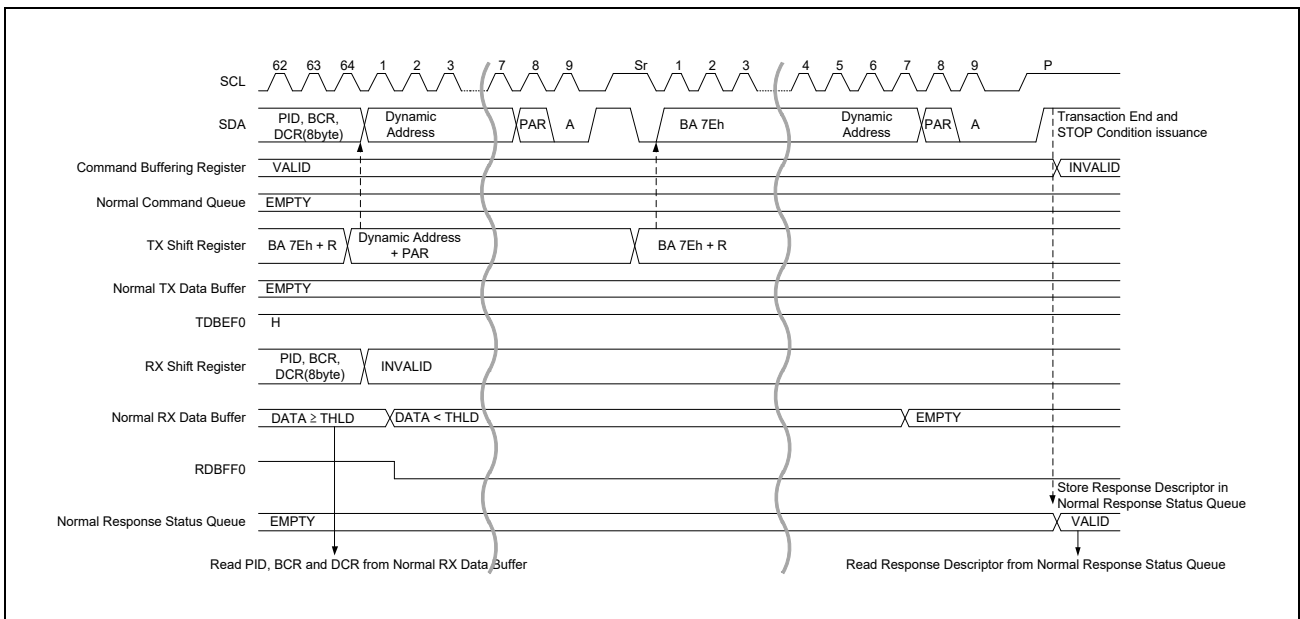 62 63 64 1 2 3 7 8 9 Sr 1 2 3 4 5 6 7 8 9 P
SCL
SDA
PID, BCR,
DCR(8byte)
Dynamic
Address
PAR
A
BA 7Eh
Dynamic
Address
PAR
A
Transaction End and
STOP Condition issuance
Command Buffering Register
VALID
INVALID
Normal Command Queue
EMPTY
TX Shift Register
BA 7Eh + R
Dynamic Address
+ PAR
BA 7Eh + R
Normal TX Data Buffer
EMPTY
TDBEF0
H
RX Shift Register
PID, BCR,
DCR(8byte)
INVALID
Normal RX Data Buffer
DATA ≥ THLD
DATA < THLD
EMPTY
RDBFF0
Store Response Descriptor in
Normal Response Status Queue
Normal Response Status Queue
EMPTY
VALID
Read PID, BCR and DCR from Normal RX Data Buffer
Read Response Descriptor from Normal Response Status Queue